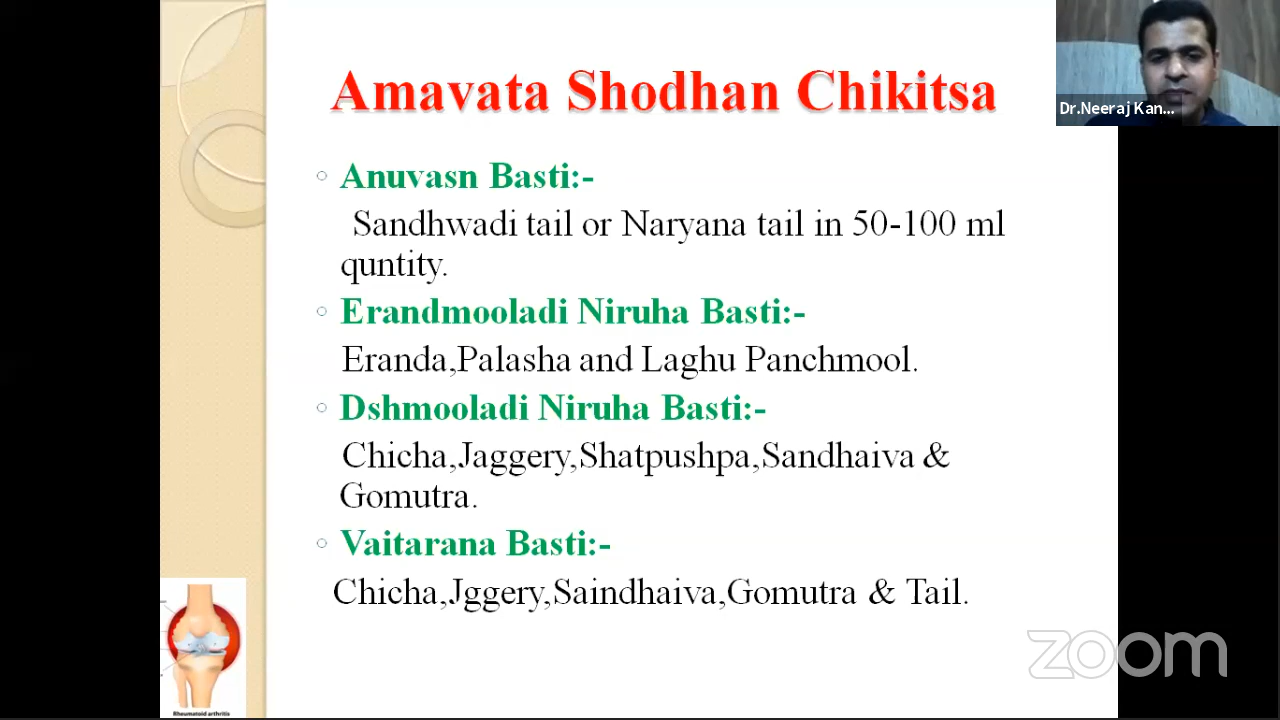 Amavata Shodhan Chikitsa
Dr.Neeraj Kan...
Anuvasn Basti:-
Sandhwadi tail or Naryana tail in 50-100 ml
quntity.
Erandmooladi Niruha Basti:-
Eranda,Palasha and Laghu Panchmool.
Dshmooladi Niruha Basti:-
Chicha,Jaggery,Shatpushpa,Sandhaiva &
Gomutra.
Vaitarana Basti:-
Chicha,Jggery,Saindhaiva,Gomutra & Tail.
Rheumatoid arthritis
zoom